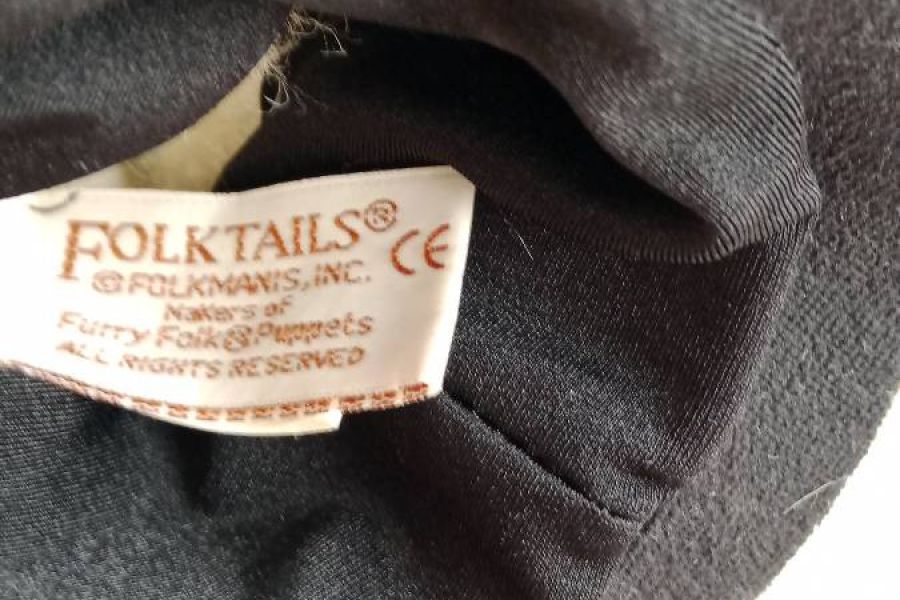 FOLKTAILS® CE
©FOLKMANIS, INC.
Makers of
Furry Folk® Puppets
ALL RIGHTS RESERVED